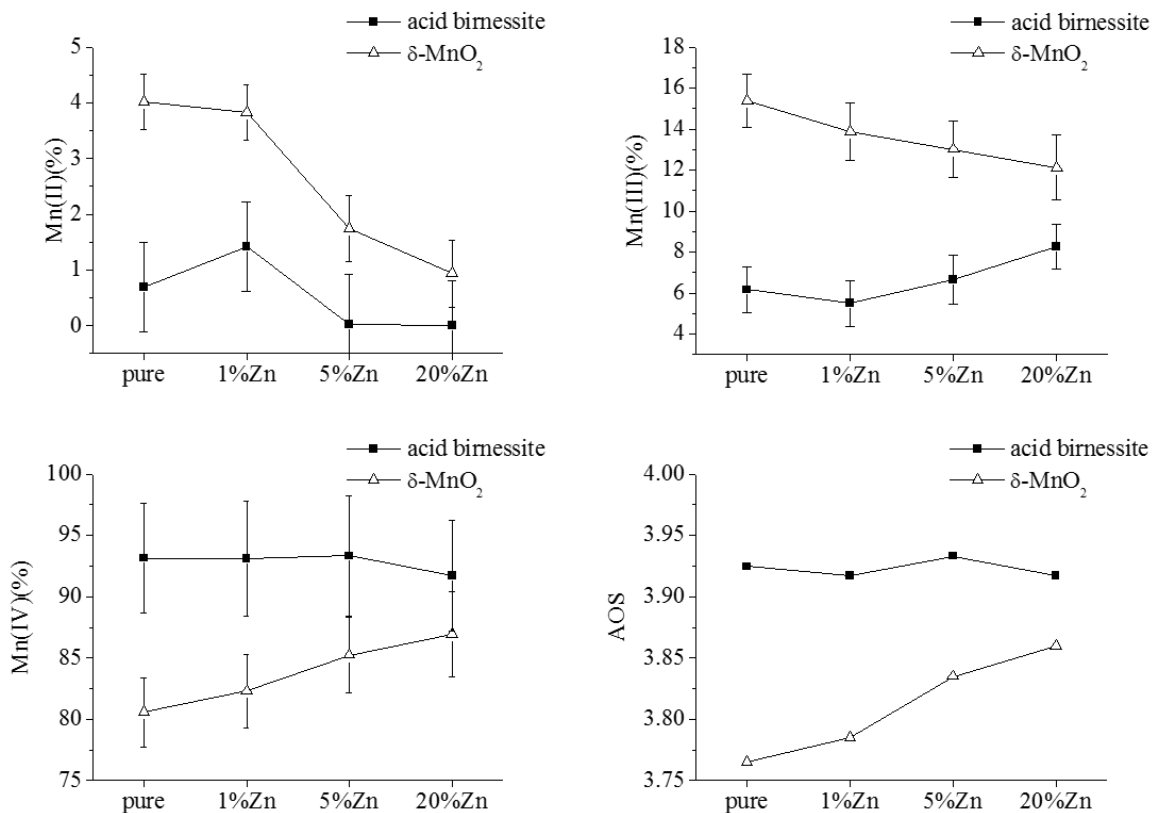 acid birnessite
δ-MnO₂
Mn(II)(%)
5
4
3
2
1
0
pure 1%Zn 5%Zn 20%Zn
acid birnessite
δ-MnO₂
Mn(III)(%)
18
16
14
12
10
8
6
4
pure 1%Zn 5%Zn 20%Zn
acid birnessite
δ-MnO₂
Mn(IV)(%)
100
95
90
85
80
75
pure 1%Zn 5%Zn 20%Zn
acid birnessite
δ-MnO₂
AOS
4.00
3.95
3.90
3.85
3.80
3.75
pure 1%Zn 5%Zn 20%Zn